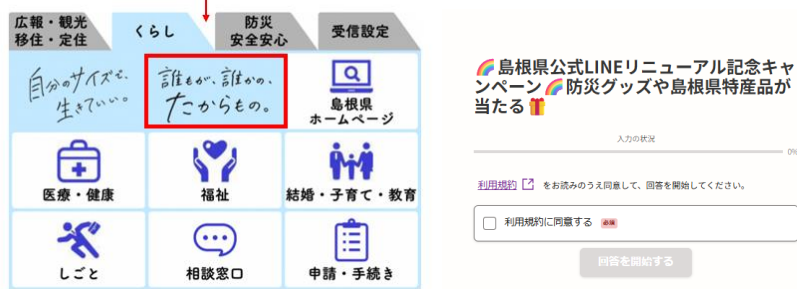 広報・観光
移住・定住
くらし
防災
安全安心
受信設定
自分のサイズで、
生きていい。
誰もが、誰かの、
たからもの。
島根県
ホームページ
医療・健康
福祉
結婚・子育て・教育
しごと
相談窓口
申請・手続き
🌈島根県公式LINEリニューアル記念キャ
ンペーン🌈防災グッズや島根県特産品が
当たる🎁
入力の状況
0%
利用規約 をお読みのうえ同意して、回答を開始してください。
利用規約に同意する 必須
回答を開始する